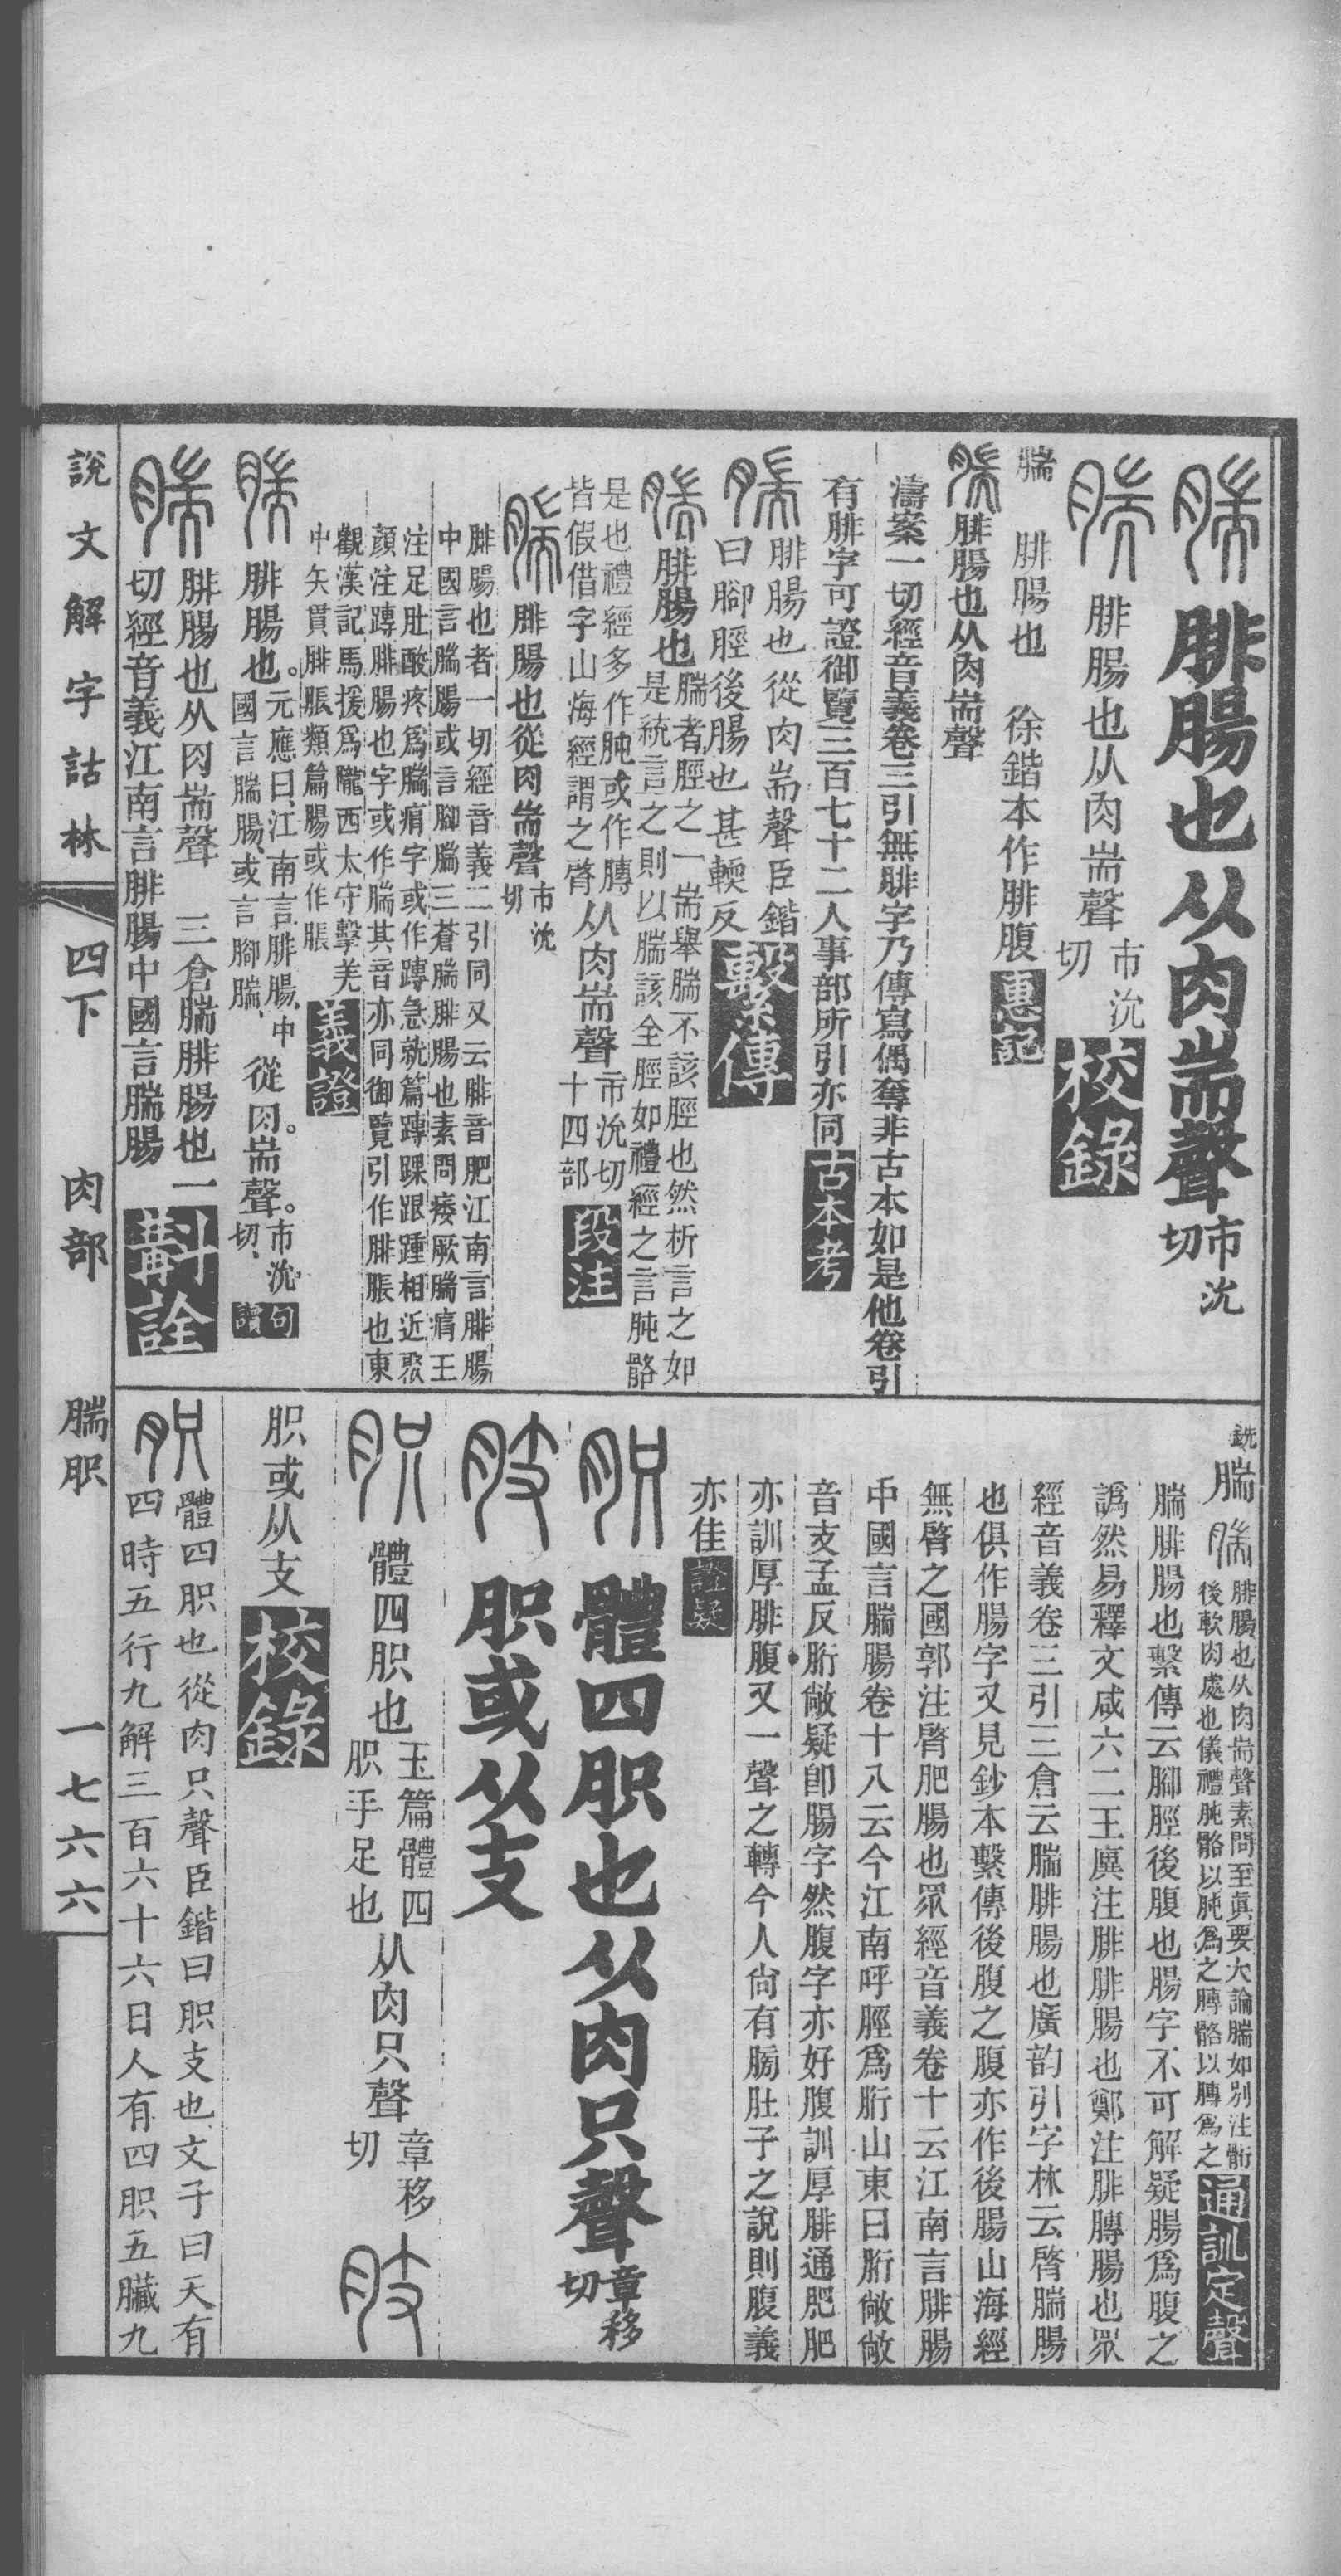 腨 腓腸也从肉耑聲市沇切
腨 腓腸也从肉耑聲市沇切 校錄
腨 腓腸也 徐鍇本作腓腹 惠記
腨腓腸也从肉耑聲
濤案一切經音義卷三引無腓字乃傳寫偶奪非古本如是他卷引
有腓字可證御覽三百七十二人事部所引亦同 古本考
腨 腓腸也從肉耑聲臣鍇
曰腳脛後腸也甚輭反 繫傳
腨腓腸也腨者脛之一耑舉腨不該脛也然析言之如
是統言之則以腨該全脛如禮經之言肫骼
是也禮經多作肫或作膞
皆假借字山海經謂之䏿从肉耑聲市沇切十四部 段注
腨腓腸也從肉耑聲市沇切
腓腸也者一切經音義二引同又云腓音肥江南言腓腸
中國言腨腸或言腳腨三蒼腨腓腸也素問痿厥腨痟王
注足肚酸疼爲腨痟字或作蹲急就篇蹲踝跟踵相近聚
顏注蹲腓腸也字或作腨其音亦同御覽引作腓脹也東
觀漢記馬援爲隴西太守擊羌
中矢貫腓脹類篇腸或作脹 義證
腨 腓腸也。元應曰、江南言腓腸、中
國言腨腸、或言腳腨、從肉。耑聲。市沇切、 句讀
腨 腓腸也从肉耑聲 三倉腨腓腸也一
切經音義江南言腓腸中國言腨腸 斠詮
銑
腨 腨 腓腸也从肉耑聲素問至眞要大論腨如別注䯒
後軟肉處也儀禮肫骼以肫爲之膞骼以膞爲之 通訓定聲
腨腓腸也繫傳云腳脛後腹也腸字不可解疑腸爲腹之
譌然易釋文咸六二王廙注腓腓腸也鄭注腓膞腸也眾
經音義卷三引三倉云腨腓腸也廣韵引字林云䏿腨腸
也俱作腸字又見鈔本繫傳後腹之腹亦作後腸山海經
無䏿之國郭注䏿肥腸也眾經音義卷十云江南言腓腸
中國言腨腸卷十八云今江南呼脛爲䏡山東曰䏡敞敞
音支孟反䏡敞疑卽腸字然腹字亦好腹訓厚腓通肥肥
亦訓厚腓腹又一聲之轉今人尙有胹肚子之說則腹義
亦佳 證疑
胑 體四胑也从肉只聲章移切
肢 胑或从支
胑 體四胑也玉篇體四胑手足也从肉只聲章移切 肢
胑或从支 校錄
胑 體四胑也從肉只聲臣鍇曰胑支也文子曰天有
四時五行九解三百六十六日人有四胑五臟九
說文解字詁林 四下 肉部 腨胑 一七六六